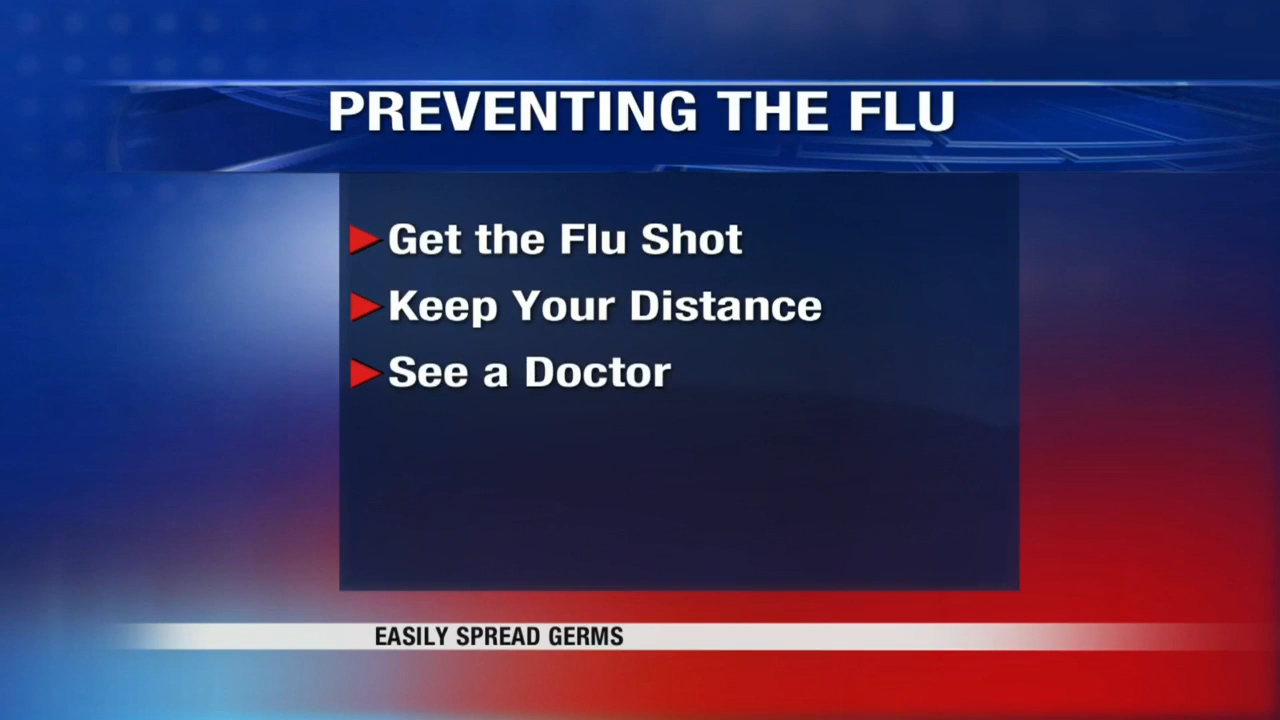 PREVENTING THE FLU
Get the Flu Shot
Keep Your Distance
See a Doctor
EASILY SPREAD GERMS